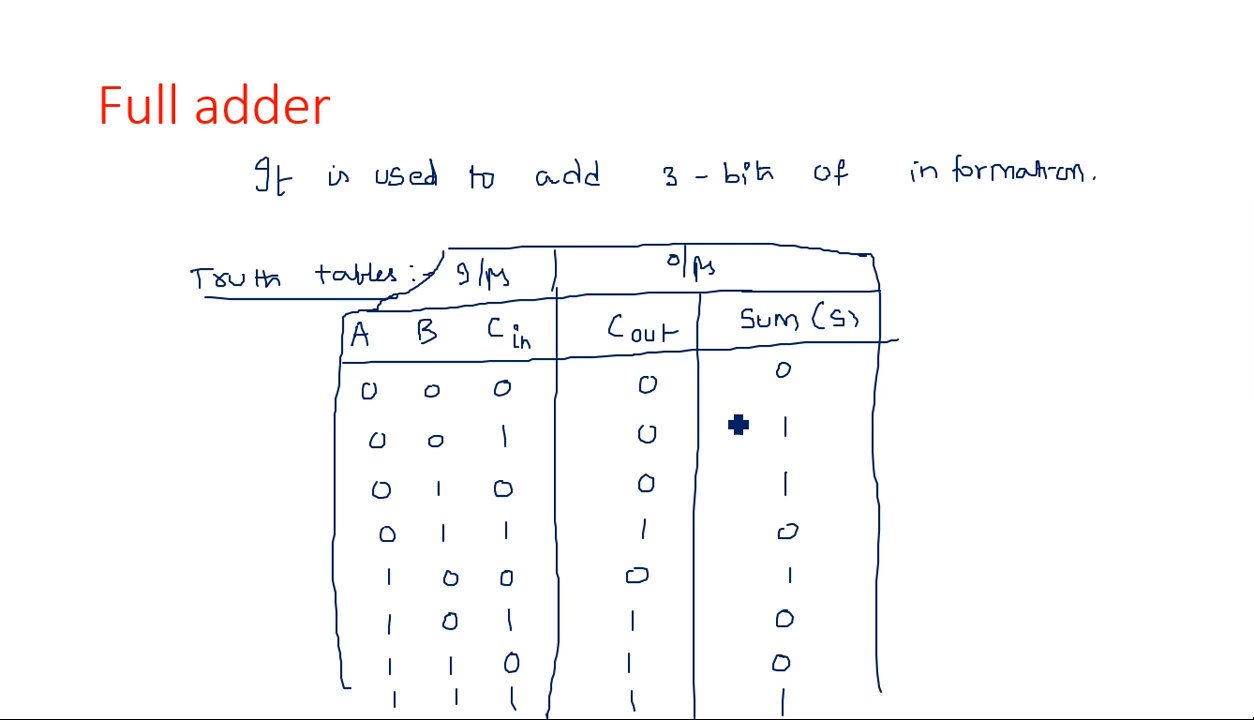 Full adder
It is used to add 3-bits of information.
Truth tables:- I/Ps O/Ps
A B Cin Cout Sum (S)
0 0 0 0 0
0 0 1 0 1
0 1 0 0 1
0 1 1 1 0
1 0 0 0 1
1 0 1 1 0
1 1 0 1 0
1 1 1 1 1